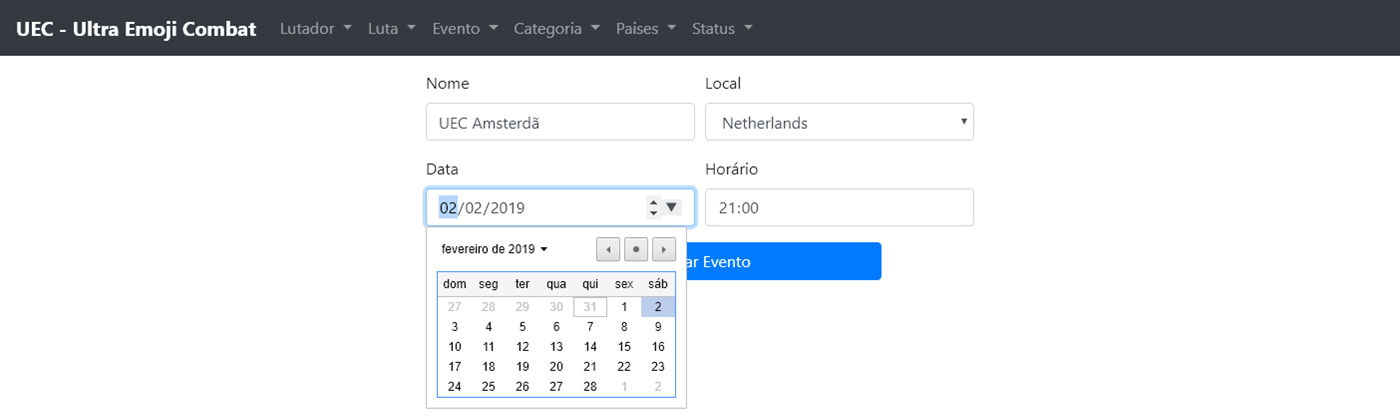 UEC - Ultra Emoji Combat Lutador Luta Evento Categoria Paises Status
Nome Local
UEC Amsterdã Netherlands
Data Horário
02/02/2019 21:00
fevereiro de 2019 ar Evento
dom seg ter qua qui sex sáb
27 28 29 30 31 1 2
3 4 5 6 7 8 9
10 11 12 13 14 15 16
17 18 19 20 21 22 23
24 25 26 27 28 1 2